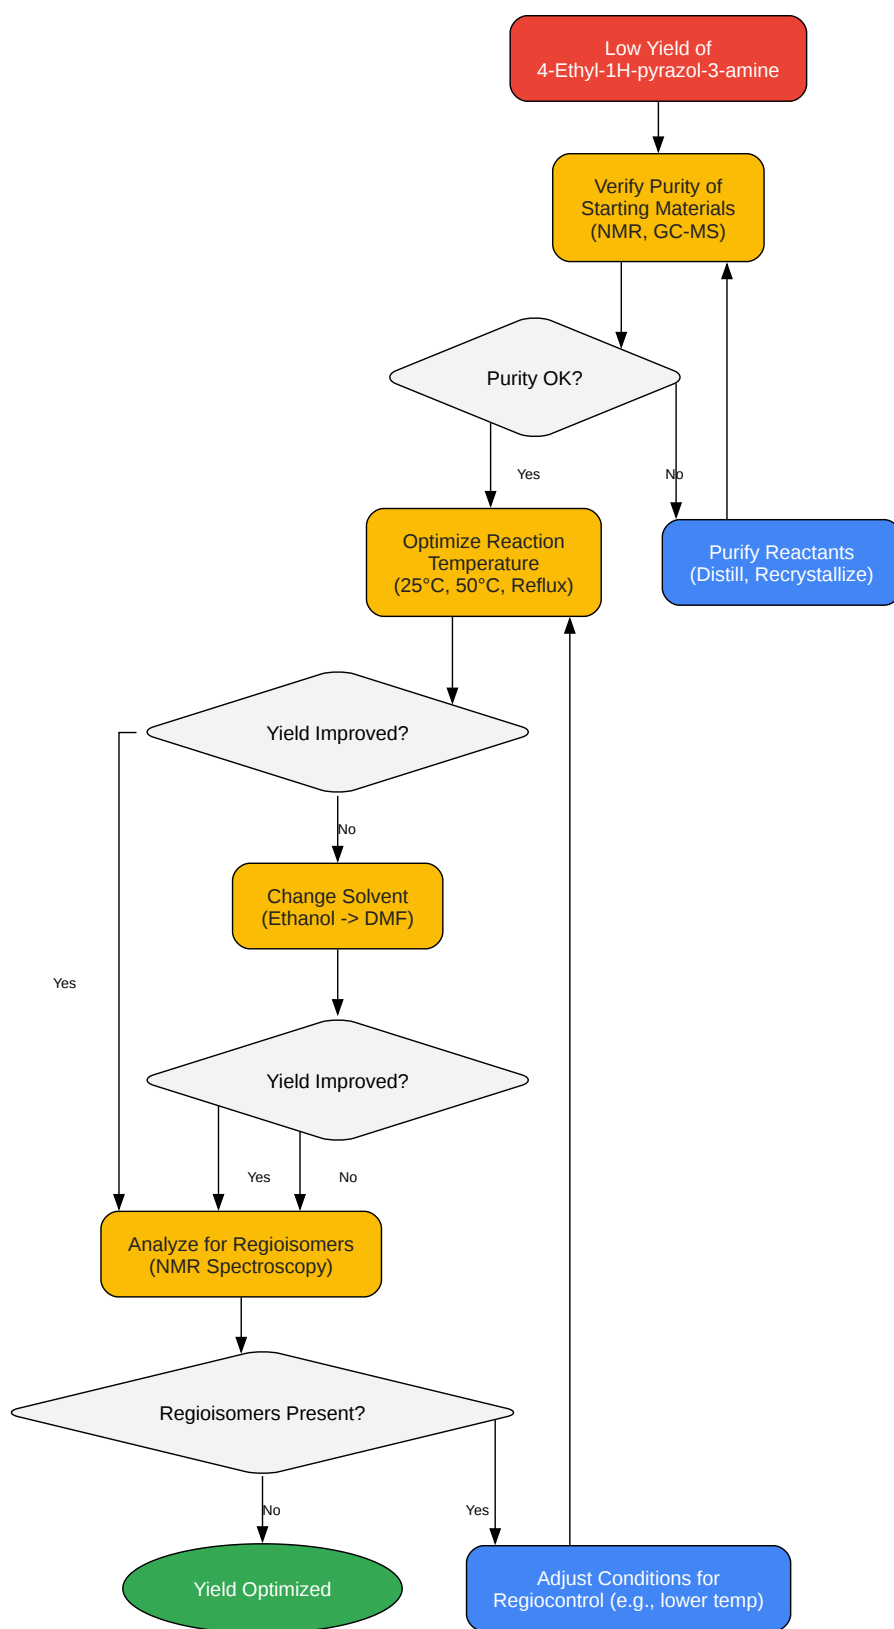 Low Yield of
4-Ethyl-1H-pyrazol-3-amine
Verify Purity of
Starting Materials
(NMR, GC-MS)
Purity OK?
Yes
No
Optimize Reaction
Temperature
(25°C, 50°C, Reflux)
Purify Reactants
(Distill, Recrystallize)
Yield Improved?
No
Change Solvent
(Ethanol -> DMF)
Yes
Yield Improved?
Yes
No
Analyze for Regioisomers
(NMR Spectroscopy)
Regioisomers Present?
No
Yes
Yield Optimized
Adjust Conditions for
Regiocontrol (e.g., lower temp)